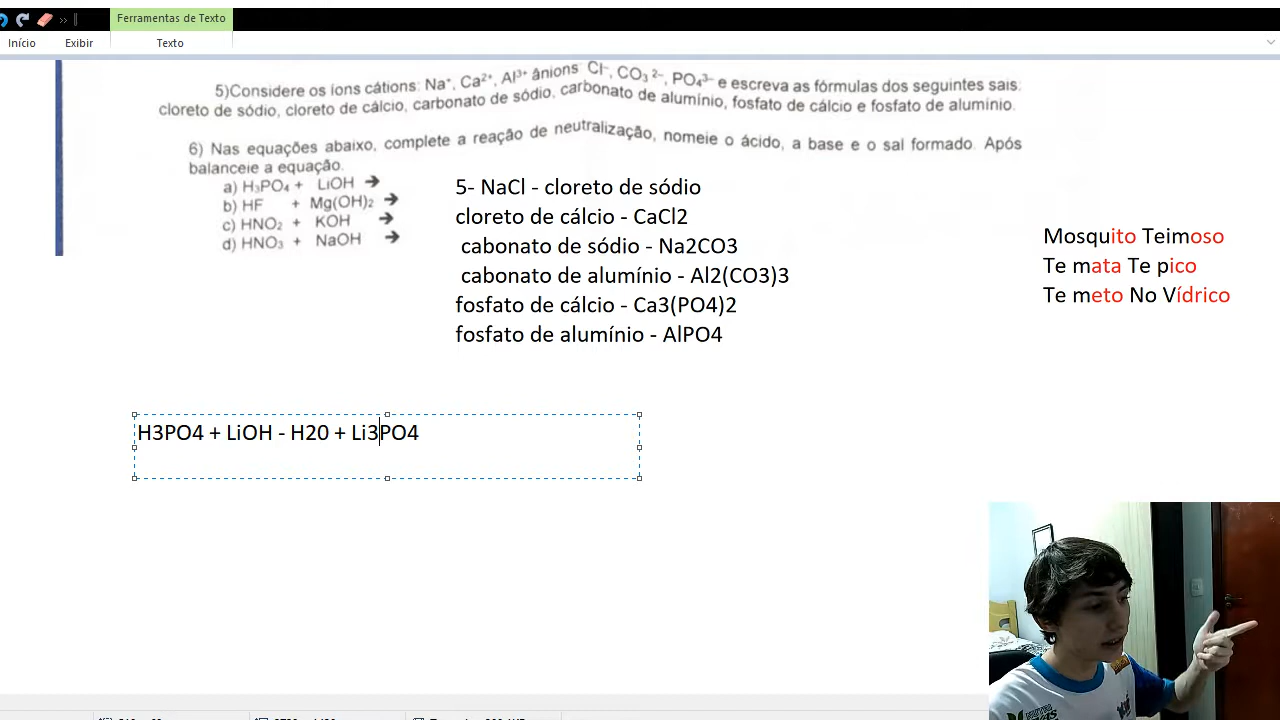 Ferramentas de Texto
Início Exibir Texto
5)Considere os íons cátions: Na⁺, Ca²⁺, Al³⁺ ânions: Cl⁻, CO₃ ²⁻, PO₄³⁻ e escreva as fórmulas dos seguintes sais:
cloreto de sódio, cloreto de cálcio, carbonato de sódio, carbonato de alumínio, fosfato de cálcio e fosfato de alumínio.
6) Nas equações abaixo, complete a reação de neutralização, nomeie o ácido, a base e o sal formado. Após
balanceie a equação.
a) H₃PO₄ + LiOH ➔
b) HF + Mg(OH)₂ ➔
c) HNO₂ + KOH ➔
d) HNO₃ + NaOH ➔
5- NaCl - cloreto de sódio
cloreto de cálcio - CaCl2
cabonato de sódio - Na2CO3
cabonato de alumínio - Al2(CO3)3
fosfato de cálcio - Ca3(PO4)2
fosfato de alumínio - AlPO4
Mosquito Teimoso
Te mata Te pico
Te meto No Vídrico
H3PO4 + LiOH - H20 + Li3PO4